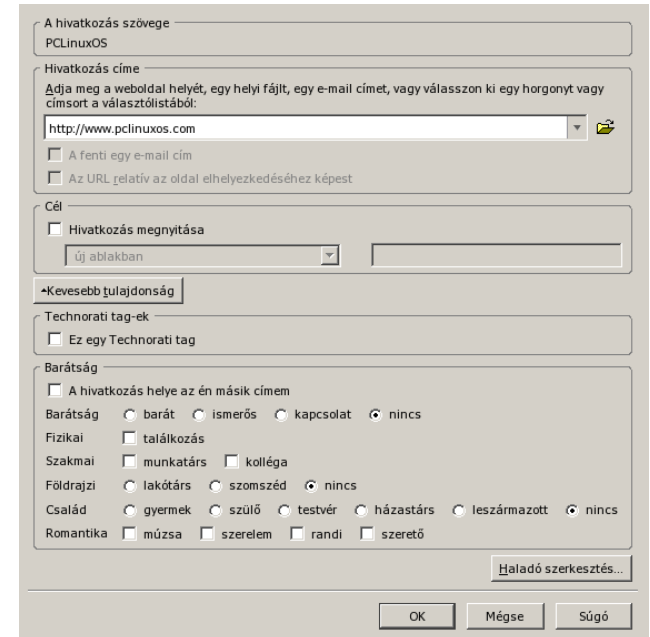 A hivatkozás szövege
PCLinuxOS
Hivatkozás címe
Adja meg a weboldal helyét, egy helyi fájlt, egy e-mail címet, vagy válasszon ki egy horgonyt vagy
címsort a választólistából:
http://www.pclinuxos.com
A fenti egy e-mail cím
Az URL relatív az oldal elhelyezkedéséhez képest
Cél
Hivatkozás megnyitása
új ablakban
Kevesebb tulajdonság
Technorati tag-ek
Ez egy Technorati tag
Barátság
A hivatkozás helye az én másik címem
Barátság barát ismerős kapcsolat nincs
Fizikai találkozás
Szakmai munkatárs kolléga
Földrajzi lakótárs szomszéd nincs
Család gyermek szülő testvér házastárs leszármazott nincs
Romantika múzsa szerelem randi szerető
Haladó szerkesztés...
OK Mégse Súgó